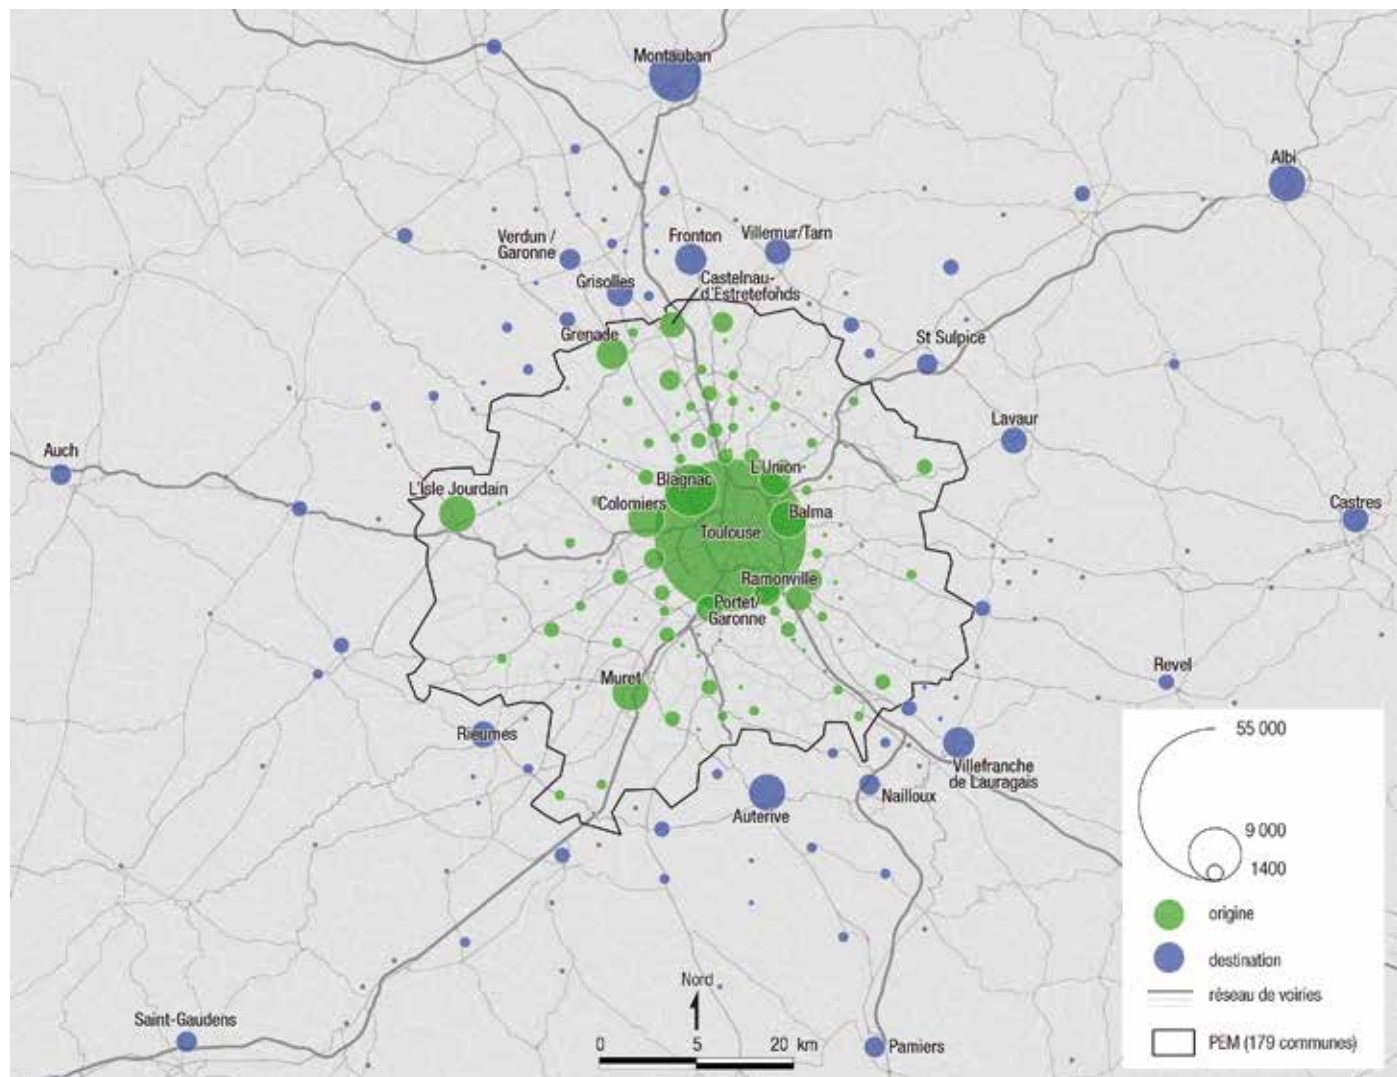 Montauban
Albi
Verdun /
Garonne
Fronton
Villemur/Tarn
Grisolles
Castelnau-
d'Estretefonds
Grenade
St Sulpice
Lavaur
Auch
L'Isle Jourdain
Blagnac
L'Union
Colomiers
Balma
Castres
Toulouse
Ramonville
Portet/
Garonne
Muret
Revel
Rieumes
Villefranche
de Lauragais
Nailloux
Auterive
55 000
9 000
1400
origine
destination
réseau de voiries
PEM (179 communes)
Nord
0 5 20 km
Saint-Gaudens
Pamiers